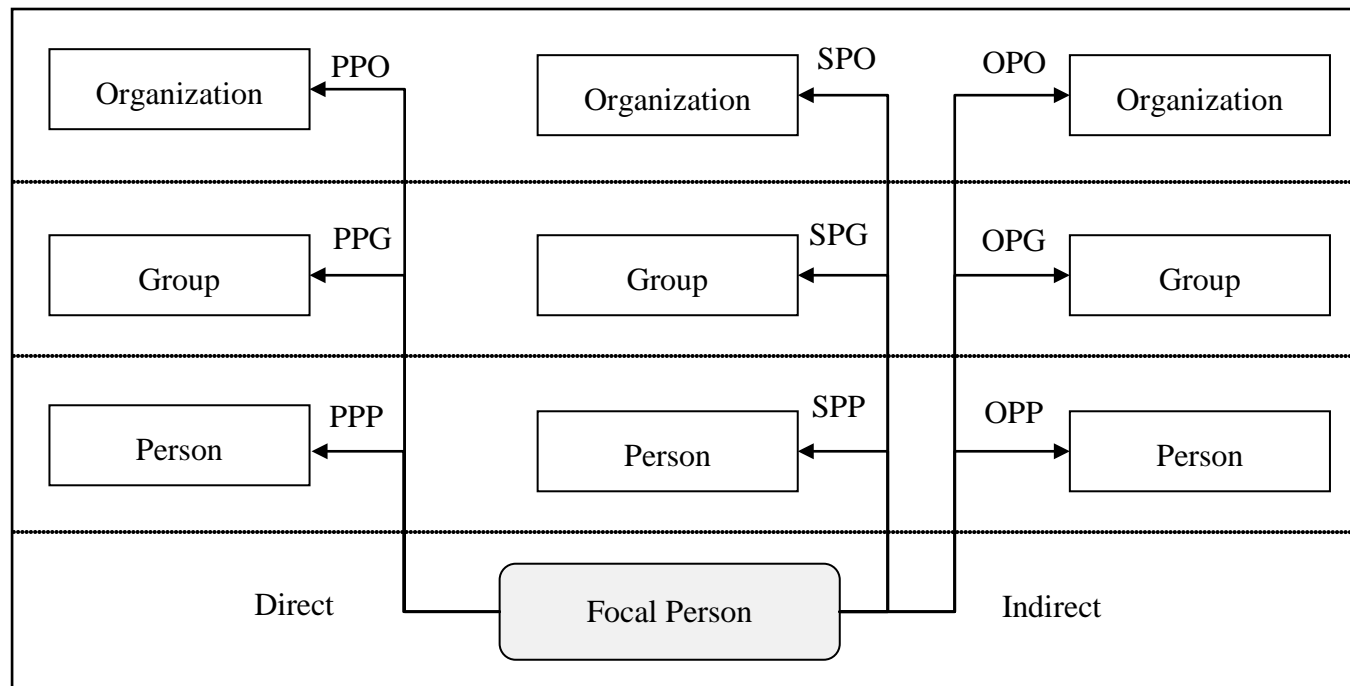 PPO
SPO
OPO
Organization
Organization
Organization
PPG
SPG
OPG
Group
Group
Group
PPP
SPP
OPP
Person
Person
Person
Direct
Focal Person
Indirect